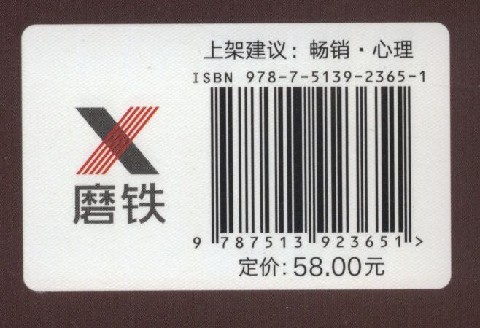 上架建议：畅销·心理
ISBN 978-7-5139-2365-1
磨铁
9 787513 923651 >
定价：58.00元